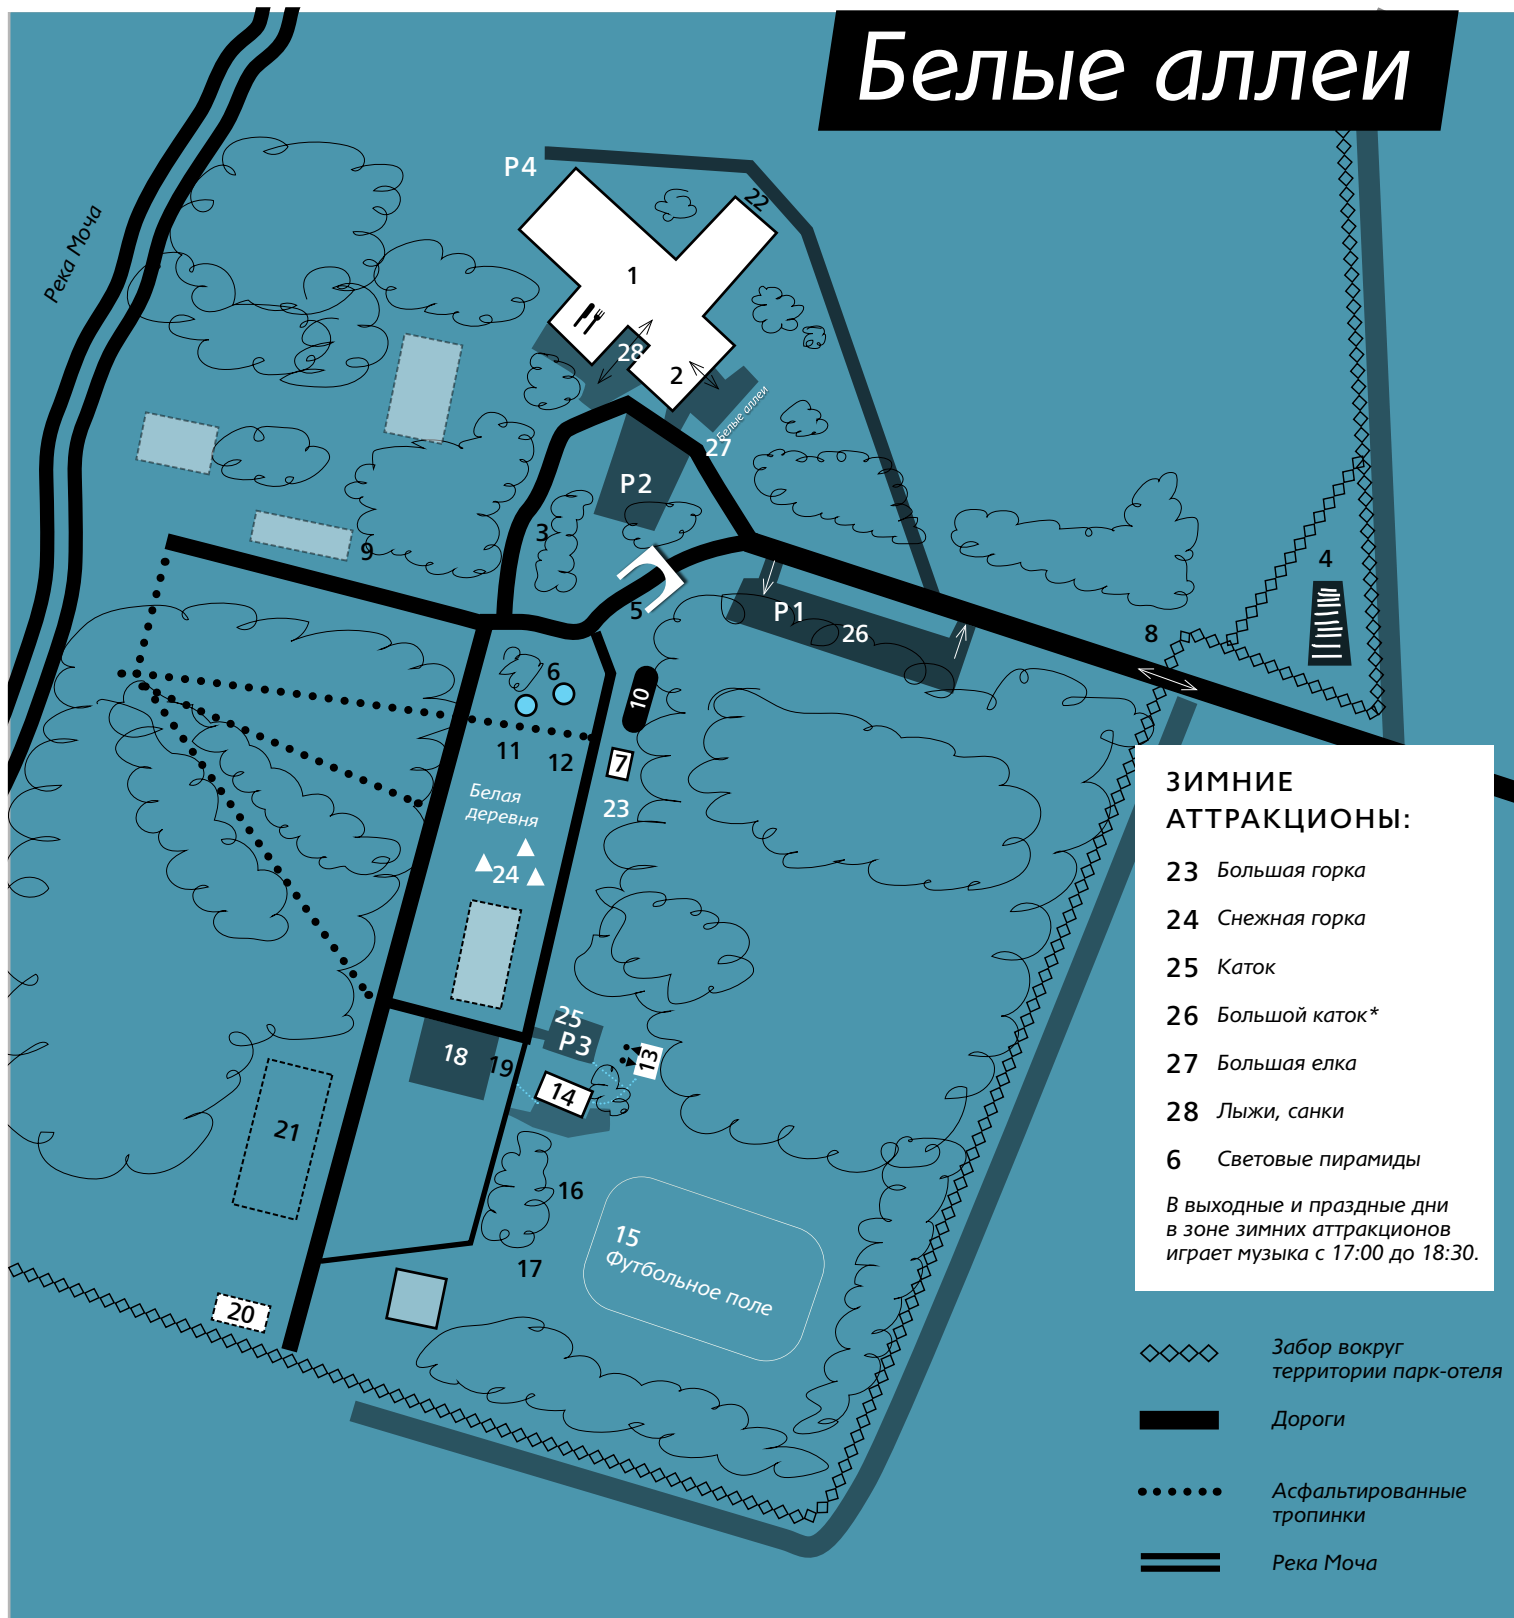 Белые аллеи
P4
22
Река Моча
1
28
2
Белые аллеи
27
P2
3
9
4
5
P1
26
8
6
10
11
12
7
Белая
деревня
23
24
25
P3
18
19
13
14
21
16
15
Футбольное поле
17
20
ЗИМНИЕ
АТТРАКЦИОНЫ:
23 Большая горка
24 Снежная горка
25 Каток
26 Большой каток*
27 Большая елка
28 Лыжи, санки
6 Световые пирамиды
В выходные и праздные дни
в зоне зимних аттракционов
играет музыка с 17:00 до 18:30.
Забор вокруг
территории парк-отеля
Дороги
Асфальтированные
тропинки
Река Моча